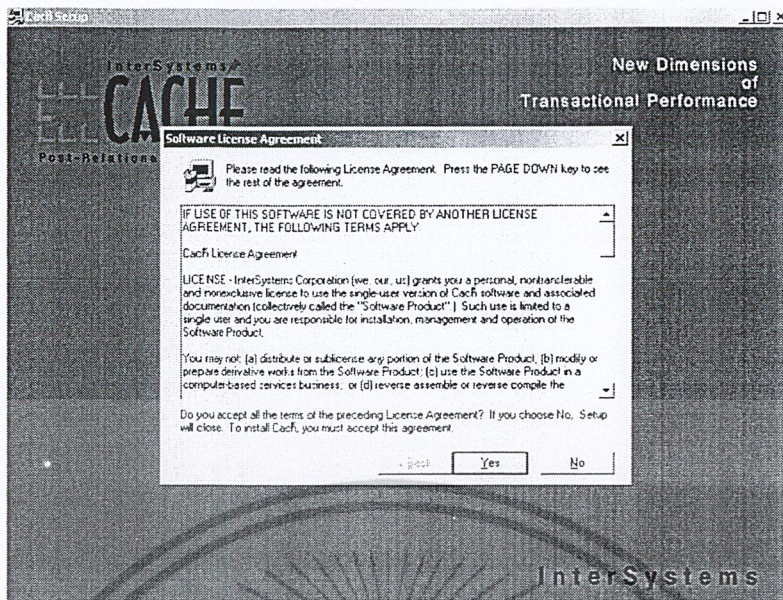 Cach Setup
InterSystems
CACHÉ
Post-Relationa
New Dimensions
of
Transactional Performance
Software License Agreement
Please read the following License Agreement. Press the PAGE DOWN key to see
the rest of the agreement.
IF USE OF THIS SOFTWARE IS NOT COVERED BY ANOTHER LICENSE
AGREEMENT, THE FOLLOWING TERMS APPLY
Cach License Agreement
LICENSE - InterSystems Corporation (we, our, us) grants you a personal, nontransferable
and nonexclusive license to use the single-user version of Cach software and associated
documentation (collectively called the "Software Product".) Such use is limited to a
single user and you are responsible for installation, management and operation of the
Software Product.
You may not: (a) distribute or sublicense any portion of the Software Product, (b) modify or
prepare derivative works from the Software Product; (c) use the Software Product in a
computer-based services business; or (d) reverse assemble or reverse compile the
Do you accept all the terms of the preceding License Agreement? If you choose No, Setup
will close. To install Cach, you must accept this agreement.
< Back
Yes
No
InterSystems